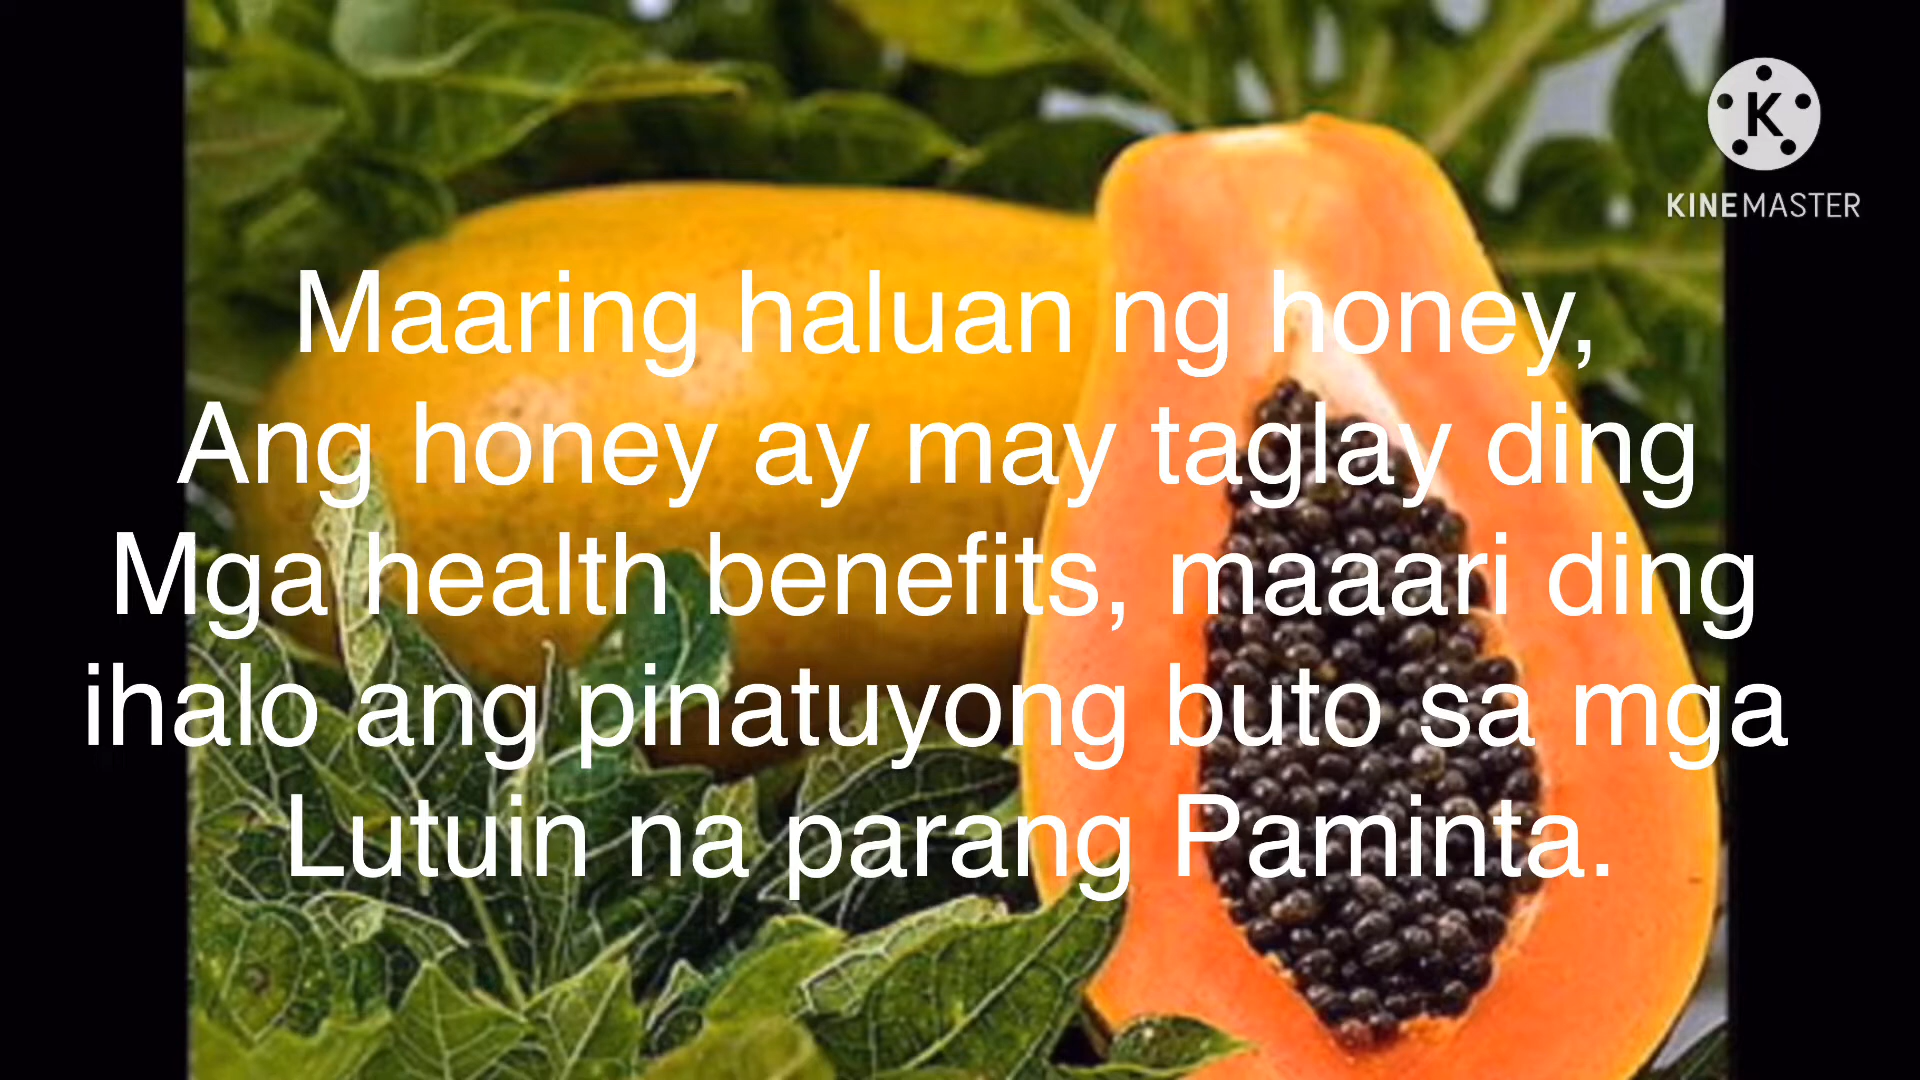 K
KINEMASTER
Maaring haluan ng honey,
Ang honey ay may taglay ding
Mga health benefits, maaari ding
ihalo ang pinatuyong buto sa mga
Lutuin na parang Paminta.